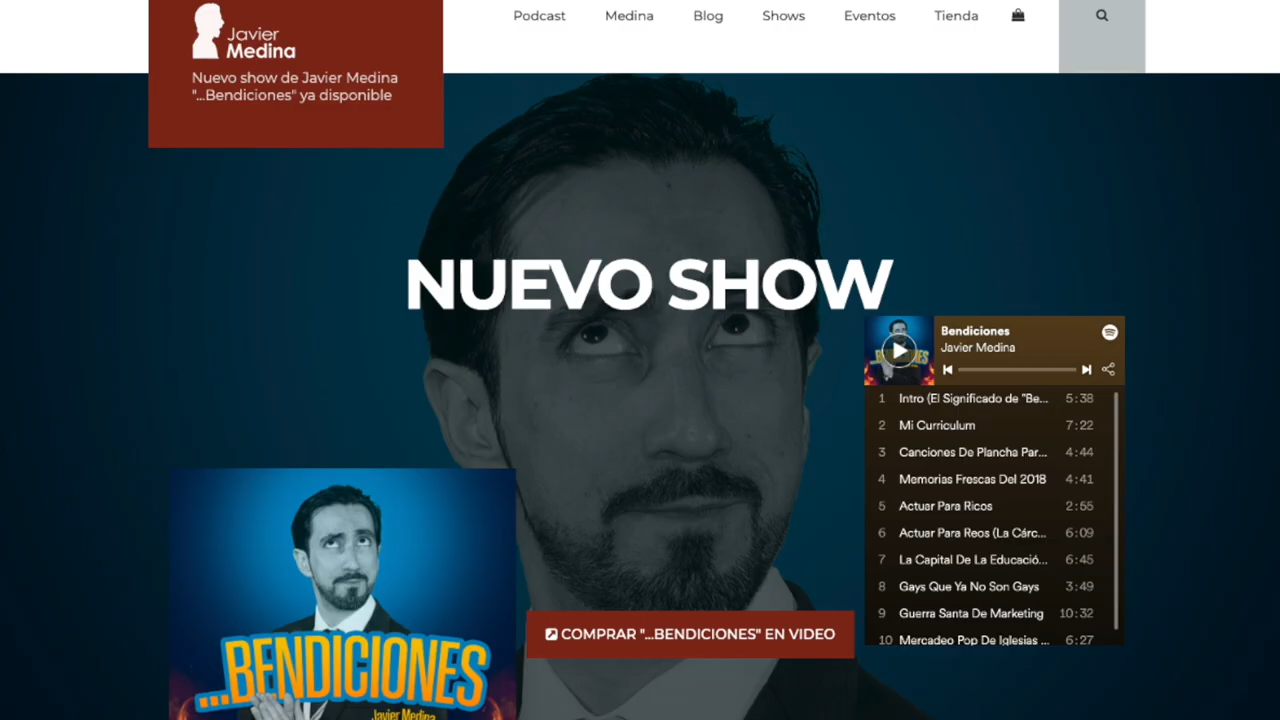 Javier
Medina
Nuevo show de Javier Medina
"...Bendiciones" ya disponible
Podcast
Medina
Blog
Shows
Eventos
Tienda
NUEVO SHOW
Bendiciones
Javier Medina
1 Intro (El Significado de "Be... 5:38
2 Mi Curriculum 7:22
3 Canciones De Plancha Par... 4:44
4 Memorias Frescas Del 2018 4:41
5 Actuar Para Ricos 2:55
6 Actuar Para Reos (La Cárc... 6:09
7 La Capital De La Educació... 6:45
8 Gays Que Ya No Son Gays 3:49
9 Guerra Santa De Marketing 10:32
10 Mercadeo Pop De Iglesias ... 6:27
COMPRAR "...BENDICIONES" EN VIDEO
...BENDICIONES
Javier Medina